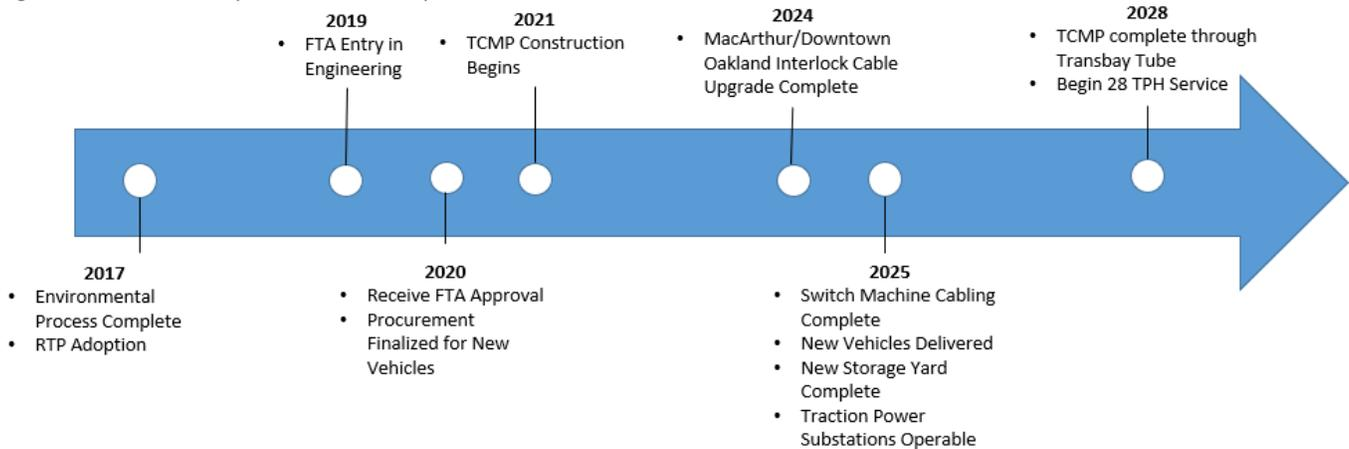 2019
• FTA Entry in
Engineering
2021
• TCMP Construction
Begins
2024
• MacArthur/Downtown
Oakland Interlock Cable
Upgrade Complete
2028
• TCMP complete through
Transbay Tube
• Begin 28 TPH Service
2017
• Environmental
Process Complete
• RTP Adoption
2020
• Receive FTA Approval
• Procurement
Finalized for New
Vehicles
2025
• Switch Machine Cabling
Complete
• New Vehicles Delivered
• New Storage Yard
Complete
• Traction Power
Substations Operable